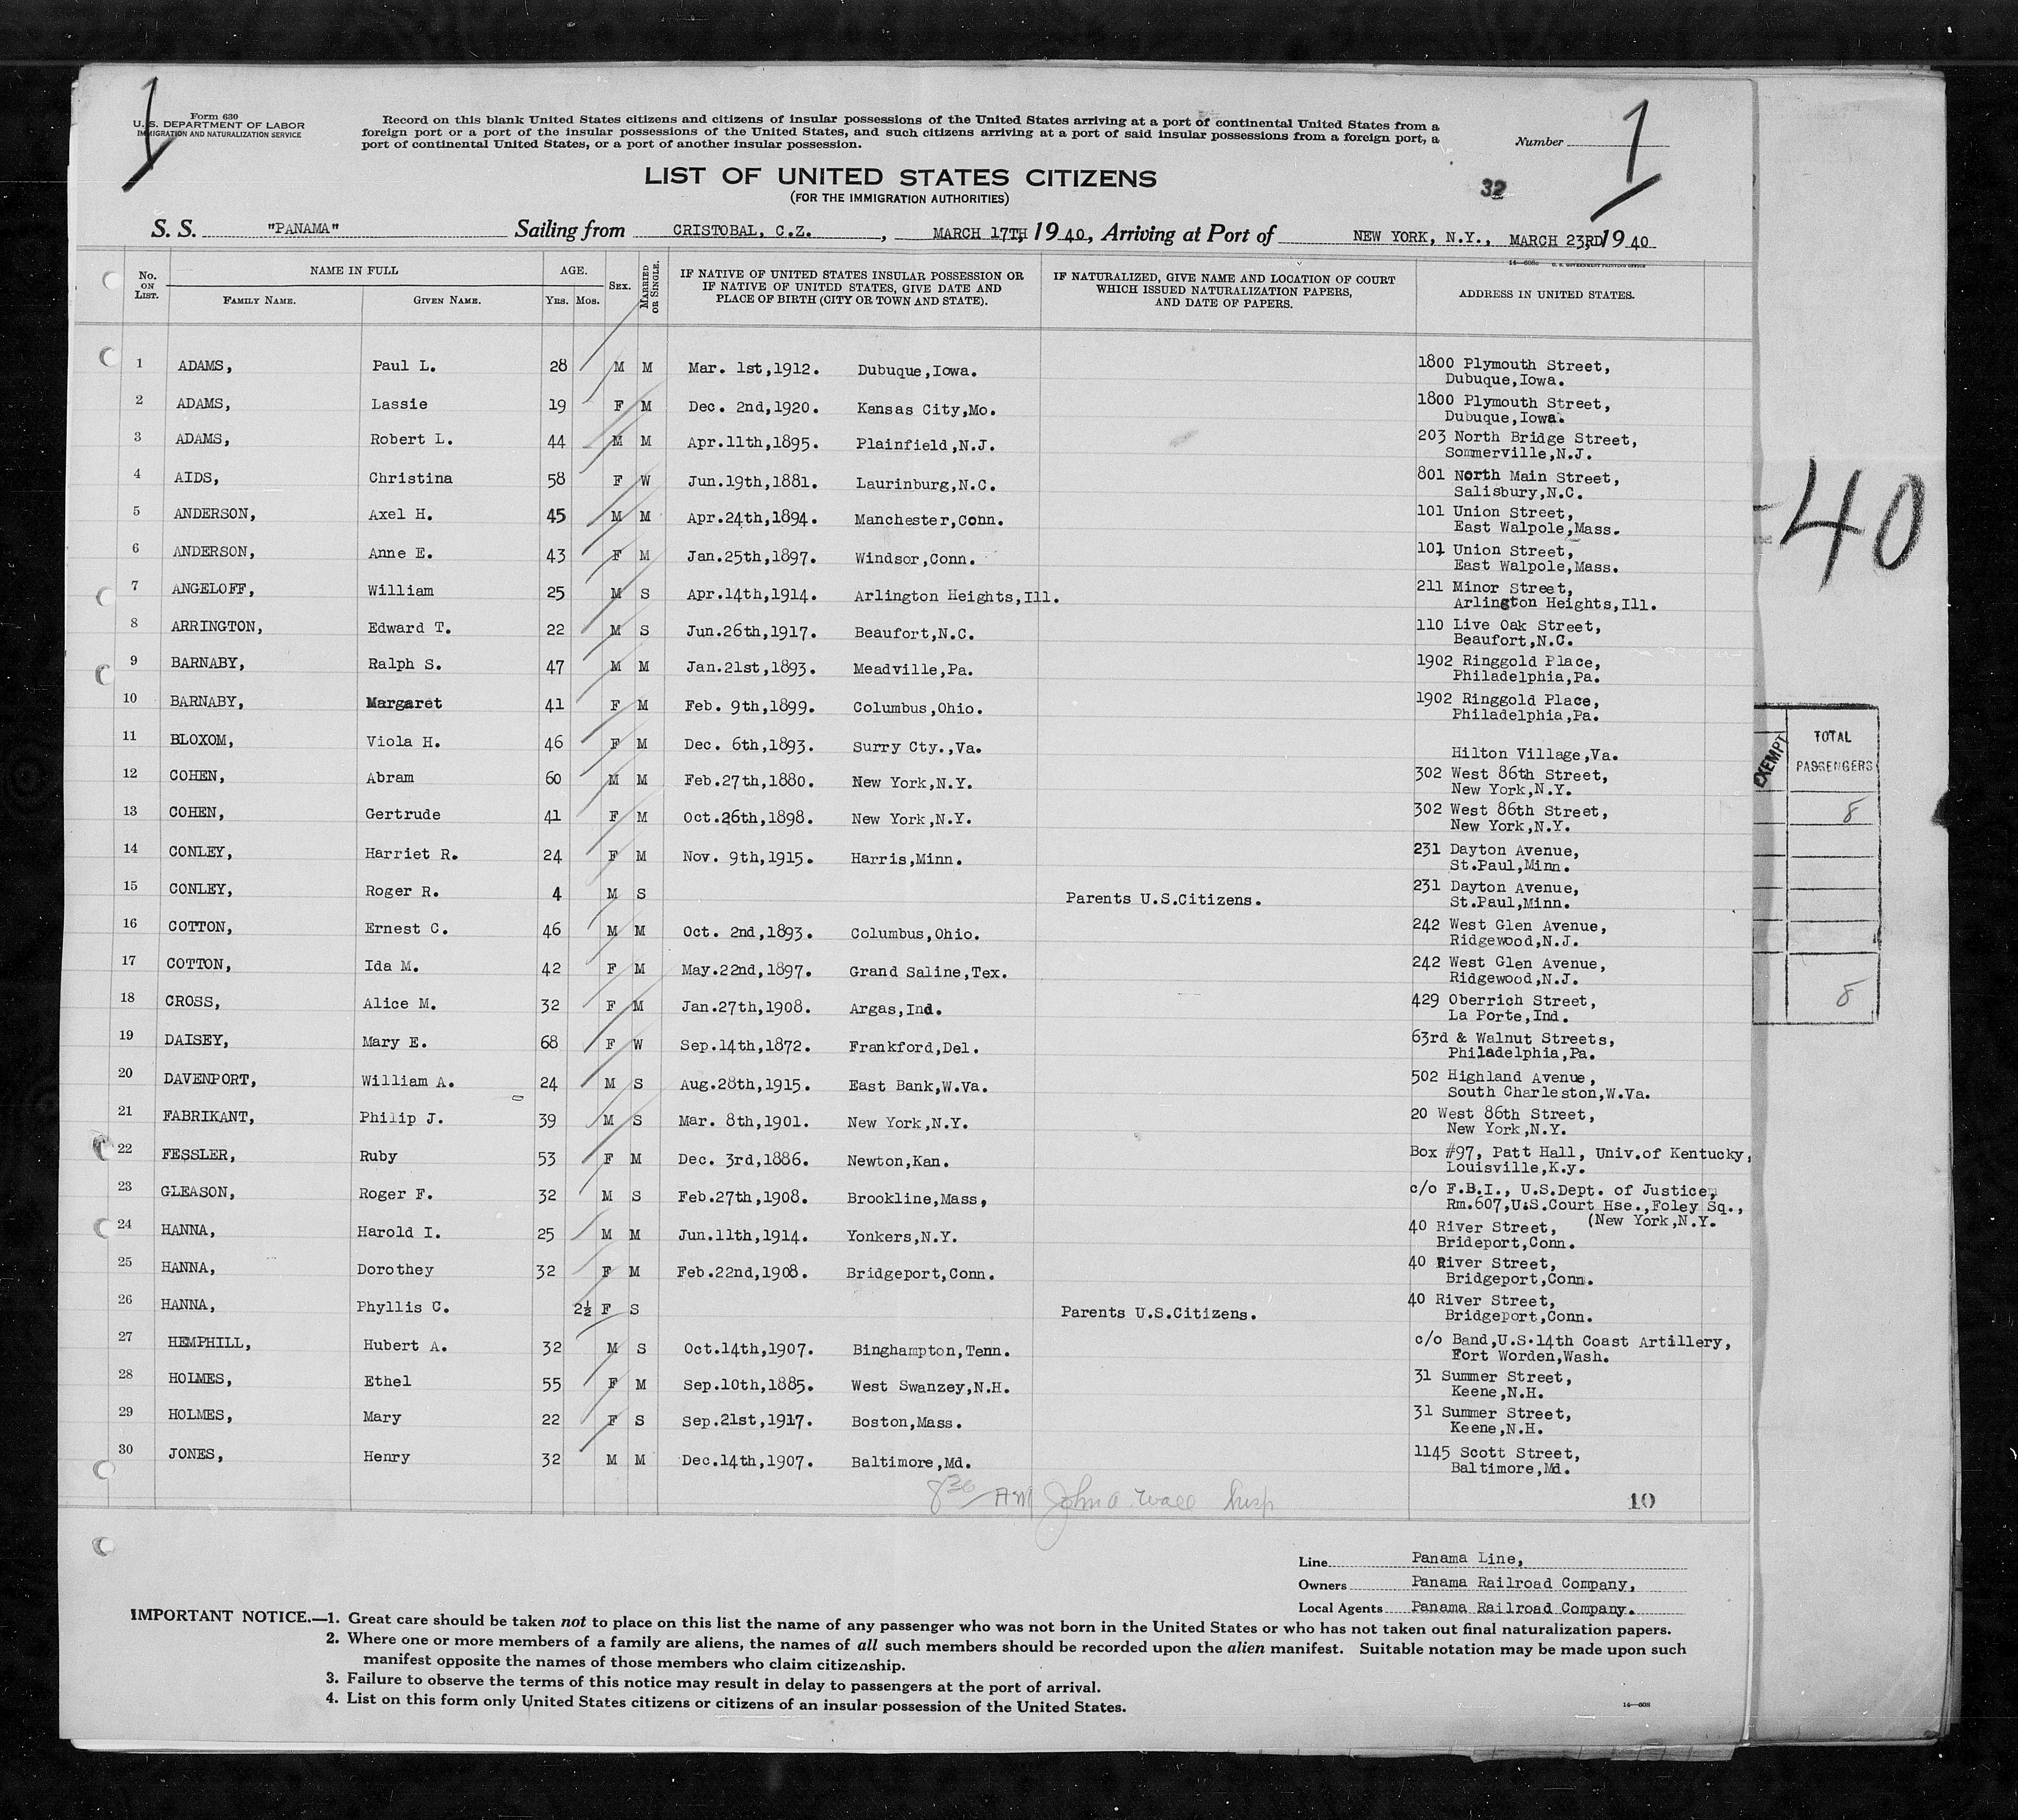 1
1
Form 630
U. S. DEPARTMENT OF LABOR
IMMIGRATION AND NATURALIZATION SERVICE
Record on this blank United States citizens and citizens of insular possessions of the United States arriving at a port of continental United States from a
foreign port or a port of the insular possessions of the United States, and such citizens arriving at a port of said insular possessions from a foreign port, a
port of continental United States, or a port of another insular possession.
Number
LIST OF UNITED STATES CITIZENS
(FOR THE IMMIGRATION AUTHORITIES)
32
S. S. "PANAMA" Sailing from CRISTOBAL, C.Z. , MARCH 17TH, 19 40, Arriving at Port of NEW YORK, N.Y., MARCH 23RD, 19 40
14—608a U. S. GOVERNMENT PRINTING OFFICE
No. ON LIST. NAME IN FULL FAMILY NAME. GIVEN NAME. AGE. YRS. MOS. SEX. MARRIED OR SINGLE. IF NATIVE OF UNITED STATES INSULAR POSSESSION OR IF NATIVE OF UNITED STATES, GIVE DATE AND PLACE OF BIRTH (CITY OR TOWN AND STATE). IF NATURALIZED, GIVE NAME AND LOCATION OF COURT WHICH ISSUED NATURALIZATION PAPERS, AND DATE OF PAPERS. ADDRESS IN UNITED STATES.
1 ADAMS, Paul L. 28 M M Mar. 1st,1912. Dubuque,Iowa. 1800 Plymouth Street,
Dubuque,Iowa.
2 ADAMS, Lassie 19 F M Dec. 2nd,1920. Kansas City,Mo. 1800 Plymouth Street,
Dubuque,Iowa.
3 ADAMS, Robert L. 44 M M Apr.11th,1895. Plainfield,N.J. 203 North Bridge Street,
Sommerville,N.J.
4 AIDS, Christina 58 F W Jun.19th,1881. Laurinburg,N.C. 801 North Main Street,
Salisbury,N.C.
5 ANDERSON, Axel H. 45 M M Apr.24th,1894. Manchester,Conn. 101 Union Street,
East Walpole,Mass.
6 ANDERSON, Anne E. 43 F M Jan.25th,1897. Windsor,Conn. 101 Union Street,
East Walpole,Mass.
7 ANGELOFF, William 25 M S Apr.14th,1914. Arlington Heights,Ill. 211 Minor Street,
Arlington Heights,Ill.
8 ARRINGTON, Edward T. 22 M S Jun.26th,1917. Beaufort,N.C. 110 Live Oak Street,
Beaufort,N.C.
9 BARNABY, Ralph S. 47 M M Jan.21st,1893. Meadville,Pa. 1902 Ringgold Place,
Philadelphia,Pa.
10 BARNABY, Margaret 41 F M Feb. 9th,1899. Columbus,Ohio. 1902 Ringgold Place,
Philadelphia,Pa.
11 BLOXOM, Viola H. 46 F M Dec. 6th,1893. Surry Cty.,Va.
Hilton Village,Va.
12 COHEN, Abram 60 M M Feb.27th,1880. New York,N.Y. 302 West 86th Street,
New York,N.Y.
13 COHEN, Gertrude 41 F M Oct.26th,1898. New York,N.Y. 302 West 86th Street,
New York,N.Y.
14 CONLEY, Harriet R. 24 F M Nov. 9th,1915. Harris,Minn. 231 Dayton Avenue,
St.Paul,Minn.
15 CONLEY, Roger R. 4 M S Parents U.S.Citizens. 231 Dayton Avenue,
St.Paul,Minn.
16 COTTON, Ernest C. 46 M M Oct. 2nd,1893. Columbus,Ohio. 242 West Glen Avenue,
Ridgewood,N.J.
17 COTTON, Ida M. 42 F M May.22nd,1897. Grand Saline,Tex. 242 West Glen Avenue,
Ridgewood,N.J.
18 CROSS, Alice M. 32 F M Jan.27th,1908. Argas,Ind. 429 Oberrich Street,
La Porte,Ind.
19 DAISEY, Mary E. 68 F W Sep.14th,1872. Frankford,Del. 63rd & Walnut Streets,
Philadelphia,Pa.
20 DAVENPORT, William A. 24 M S Aug.28th,1915. East Bank,W.Va. 502 Highland Avenue,
South Charleston,W.Va.
21 FABRIKANT, Philip J. 39 M S Mar. 8th,1901. New York,N.Y. 20 West 86th Street,
New York,N.Y.
22 FESSLER, Ruby 53 F M Dec. 3rd,1886. Newton,Kan. Box #97, Patt Hall, Univ.of Kentucky,
Louisville,K.y.
23 GLEASON, Roger F. 32 M S Feb.27th,1908. Brookline,Mass, c/o F.B.I., U.S.Dept. of Justice,
Rm.607,U.S.Court Hse.,Foley Sq.,
(New York,N.Y.
24 HANNA, Harold I. 25 M M Jun.11th,1914. Yonkers,N.Y. 40 River Street,
Brideport,Conn.
25 HANNA, Dorothey 32 F M Feb.22nd,1908. Bridgeport,Conn. 40 River Street,
Bridgeport,Conn.
26 HANNA, Phyllis C. 2½ F S Parents U.S.Citizens. 40 River Street,
Bridgeport,Conn.
27 HEMPHILL, Hubert A. 32 M S Oct.14th,1907. Binghampton,Tenn. c/o Band,U.S.14th Coast Artillery,
Fort Worden,Wash.
28 HOLMES, Ethel 55 F M Sep.10th,1885. West Swanzey,N.H. 31 Summer Street,
Keene,N.H.
29 HOLMES, Mary 22 F S Sep.21st,1917. Boston,Mass. 31 Summer Street,
Keene,N.H.
30 JONES, Henry 32 M M Dec.14th,1907. Baltimore,Md. 1145 Scott Street,
Baltimore,Md.
8 30 AM John A. Wall Insp
10
Line Panama Line,
Owners Panama Railroad Company,
Local Agents Panama Railroad Company.
IMPORTANT NOTICE.—1. Great care should be taken not to place on this list the name of any passenger who was not born in the United States or who has not taken out final naturalization papers.
2. Where one or more members of a family are aliens, the names of all such members should be recorded upon the alien manifest. Suitable notation may be made upon such
manifest opposite the names of those members who claim citizenship.
3. Failure to observe the terms of this notice may result in delay to passengers at the port of arrival.
4. List on this form only United States citizens or citizens of an insular possession of the United States.
14—608
-40
EXEMPT
TOTAL
PASSENGERS
8
8